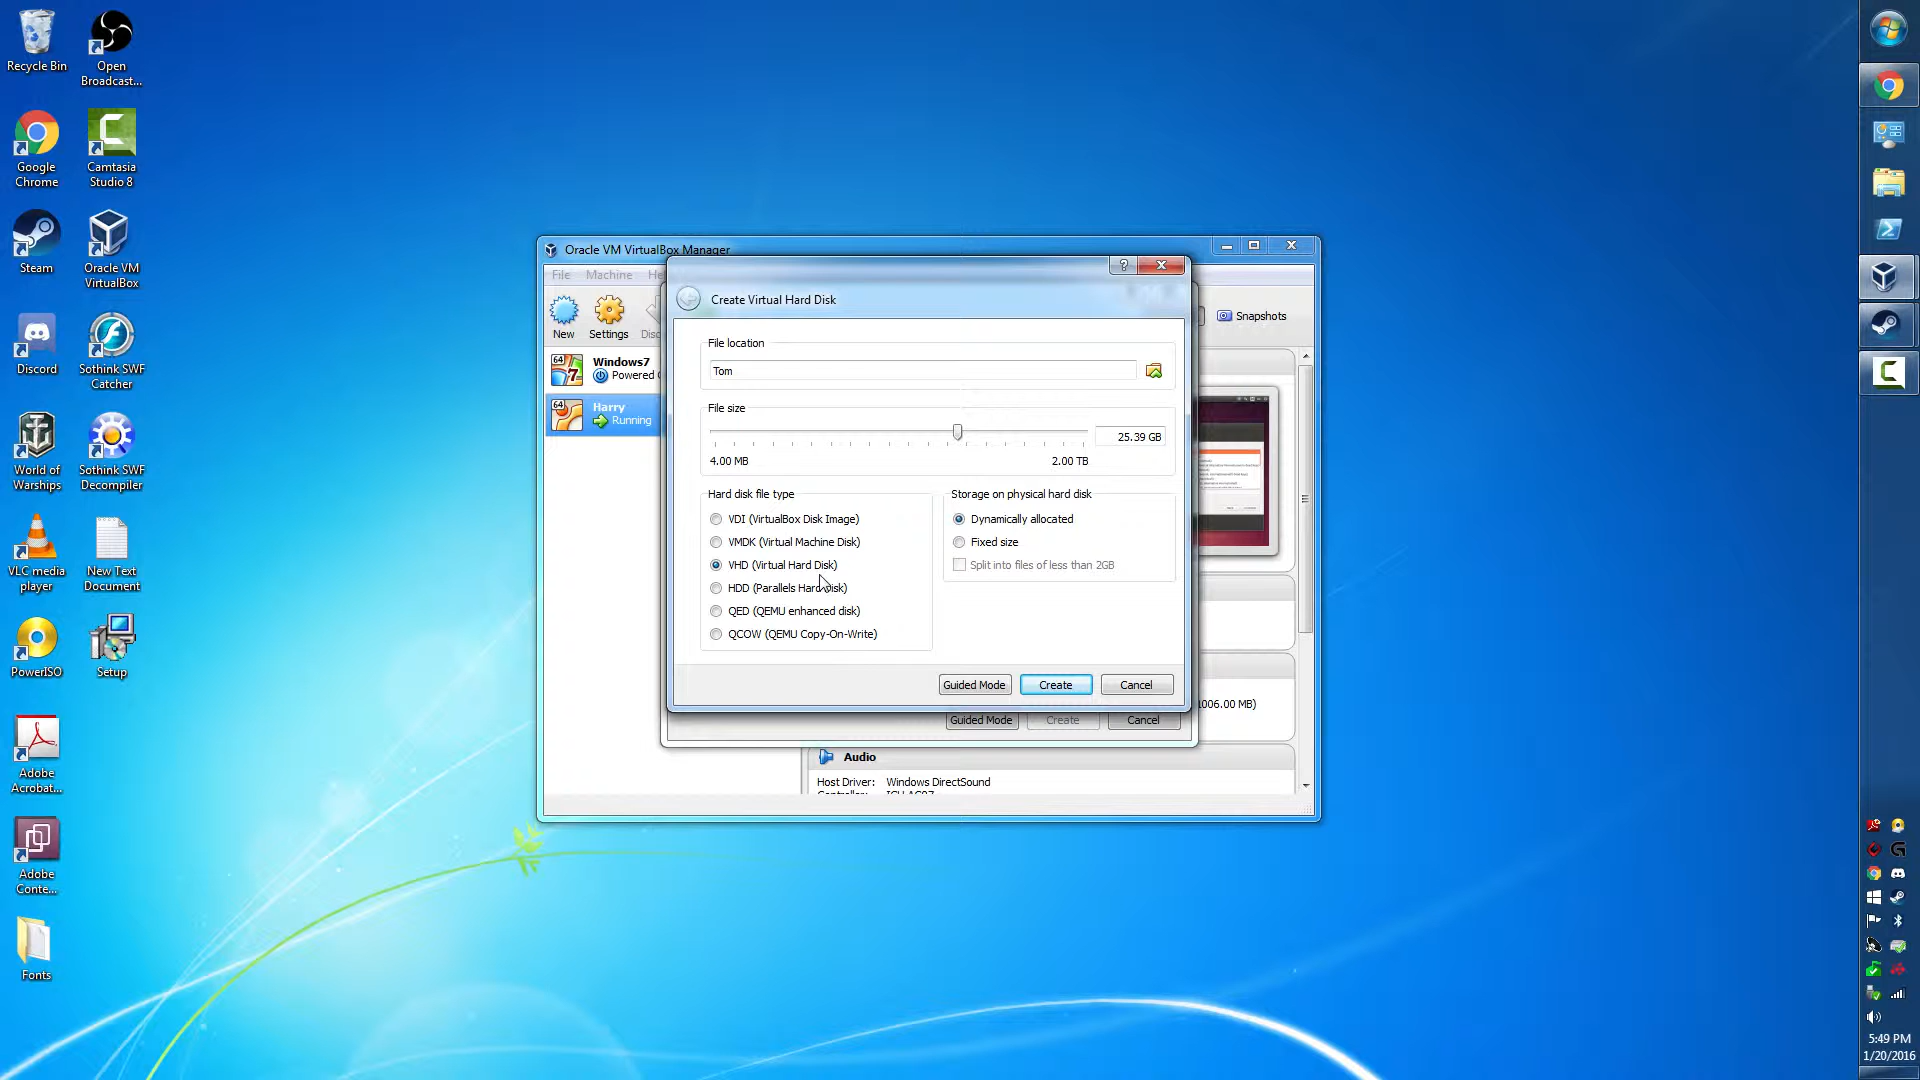 Recycle Bin
Open
Broadcast...
Google
Chrome
Camtasia
Studio 8
Steam
Oracle VM
VirtualBox
Discord
Sothink SWF
Catcher
World of
Warships
Sothink SWF
Decompiler
VLC media
player
New Text
Document
PowerISO
Setup
Adobe
Acrobat...
Adobe
Conte...
Fonts
Oracle VM VirtualBox Manager
File Machine
New
Settings
Snapshots
64
Windows7
Powered
64
Harry
Running
Create Virtual Hard Disk
File location
Tom
File size
25.39 GB
4.00 MB
2.00 TB
Hard disk file type
VDI (VirtualBox Disk Image)
VMDK (Virtual Machine Disk)
VHD (Virtual Hard Disk)
HDD (Parallels Hard Disk)
QED (QEMU enhanced disk)
QCOW (QEMU Copy-On-Write)
Storage on physical hard disk
Dynamically allocated
Fixed size
Split into files of less than 2GB
Guided Mode
Create
Cancel
1006.00 MB)
Guided Mode
Create
Cancel
Audio
Host Driver: Windows DirectSound
5:49 PM
1/20/2016